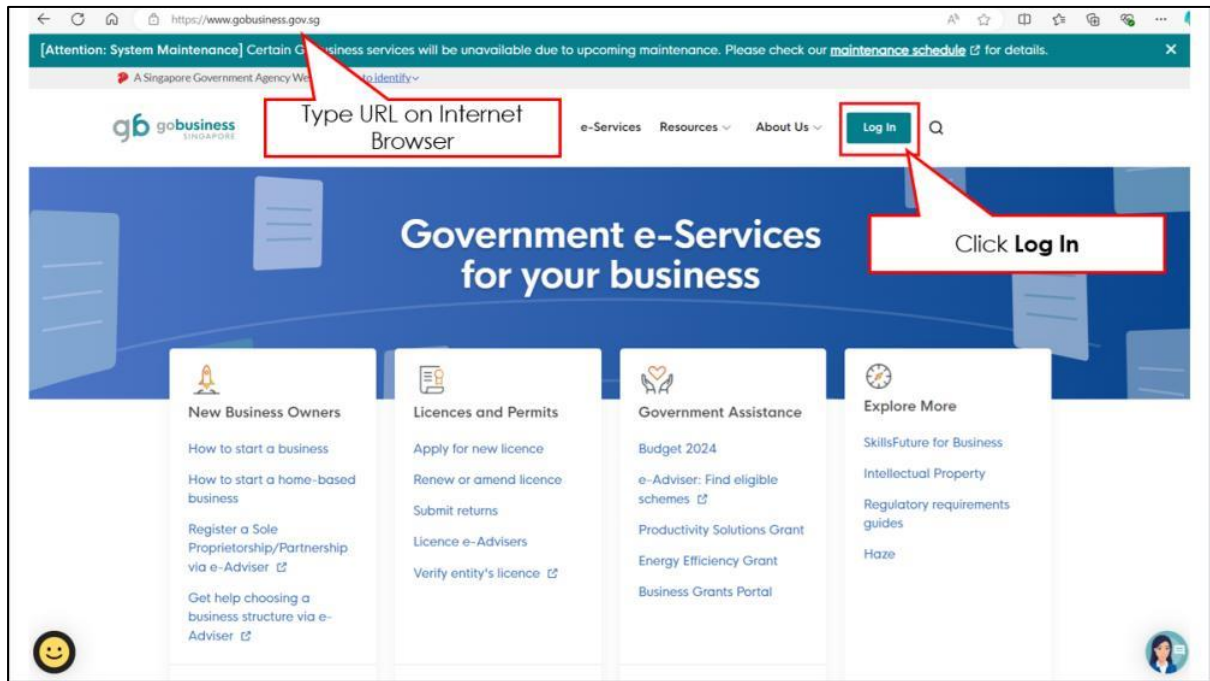 https://www.gobusiness.gov.sg
[Attention: System Maintenance] Certain G usiness services will be unavailable due to upcoming maintenance. Please check our maintenance schedule for details.
A Singapore Government Agency We to identify
gb gobusiness
SINGAPORE
Type URL on Internet
Browser
e-Services Resources About Us Log In
Click Log In
Government e-Services
for your business
New Business Owners
How to start a business
How to start a home-based
business
Register a Sole
Proprietorship/Partnership
via e-Adviser
Get help choosing a
business structure via e-
Adviser
Licences and Permits
Apply for new licence
Renew or amend licence
Submit returns
Licence e-Advisers
Verify entity's licence
Government Assistance
Budget 2024
e-Adviser: Find eligible
schemes
Productivity Solutions Grant
Energy Efficiency Grant
Business Grants Portal
Explore More
SkillsFuture for Business
Intellectual Property
Regulatory requirements
guides
Haze